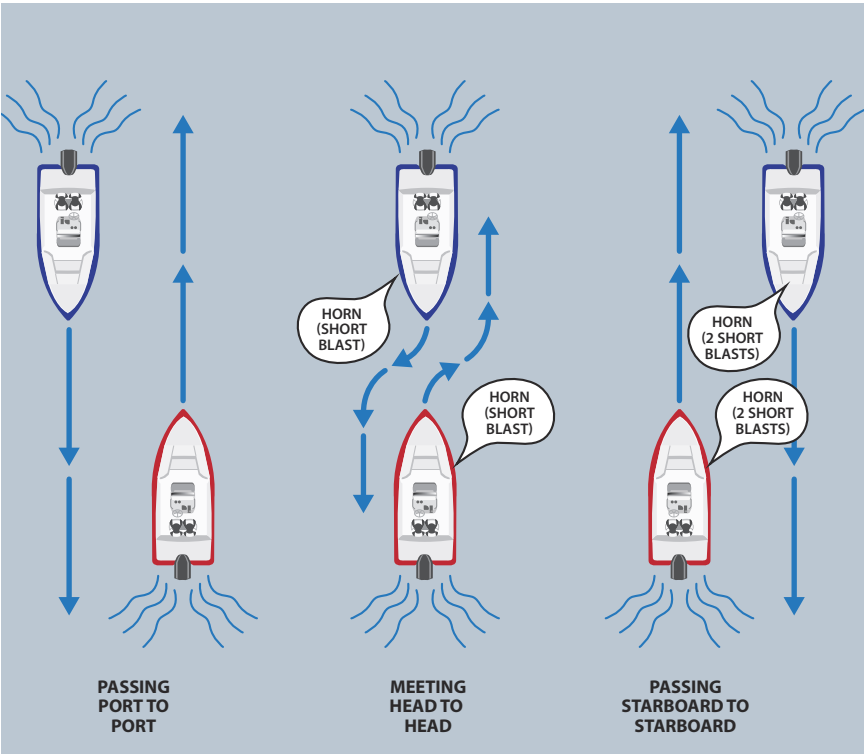 HORN
(SHORT
BLAST)
HORN
(SHORT
BLAST)
HORN
(2 SHORT
BLASTS)
HORN
(2 SHORT
BLASTS)
PASSING
PORT TO
PORT
MEETING
HEAD TO
HEAD
PASSING
STARBOARD TO
STARBOARD